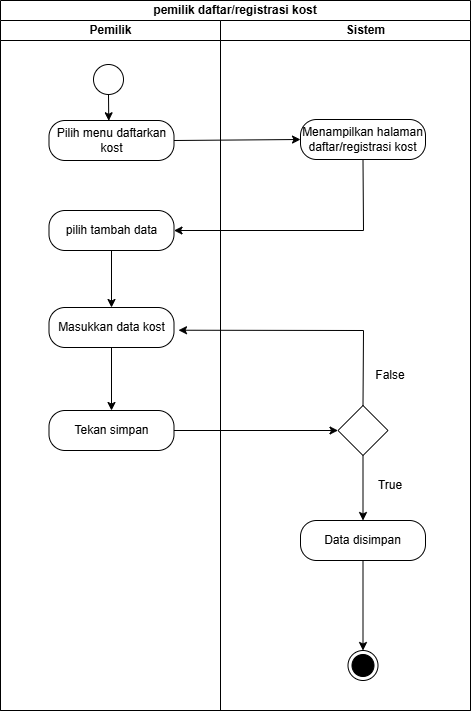 pemilik daftar/registrasi kost
Pemilik
Sistem
Pilih menu daftarkan
kost
Menampilkan halaman
daftar/registrasi kost
pilih tambah data
Masukkan data kost
False
Tekan simpan
True
Data disimpan